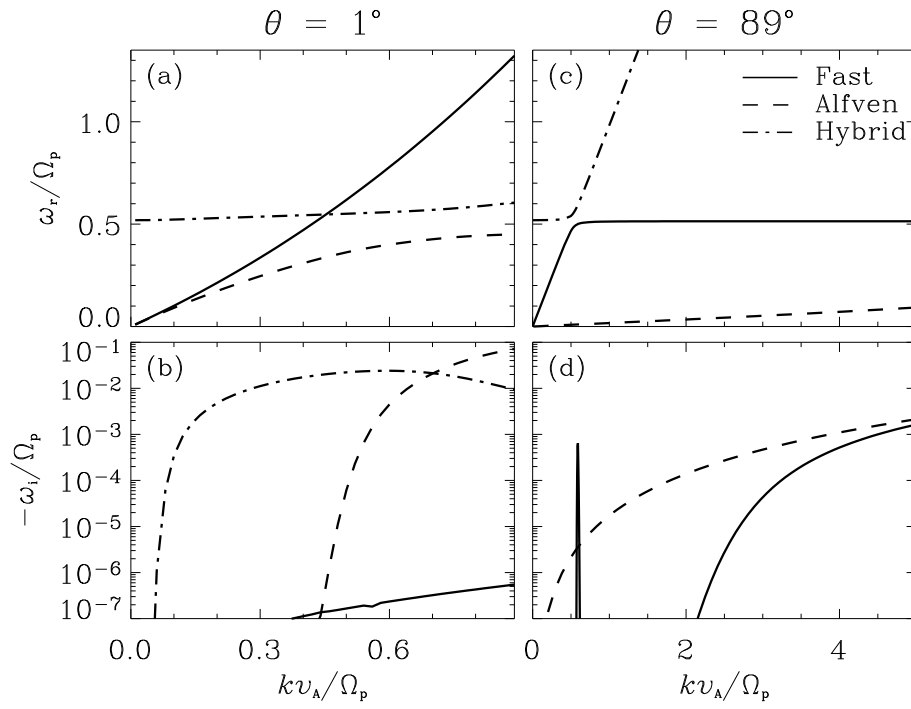 θ = 1°
θ = 89°
(a)
(c)
Fast
Alfven
Hybrid
1.0
0.5
0.0
ω_r/Ω_p
(b)
(d)
10^-1
10^-2
10^-3
10^-4
10^-5
10^-6
10^-7
−ω_i/Ω_p
0.0
0.3
0.6
0
2
4
kv_A/Ω_p
kv_A/Ω_p